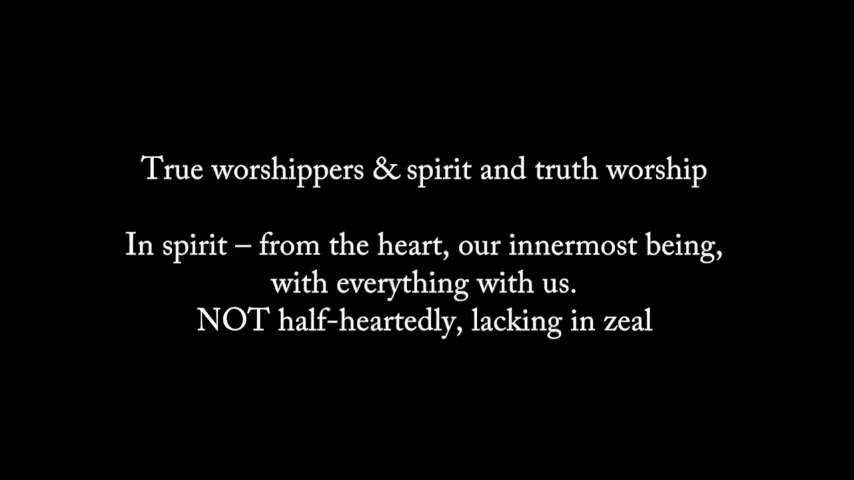 True worshippers & spirit and truth worship
In spirit – from the heart, our innermost being,
with everything with us.
NOT half-heartedly, lacking in zeal